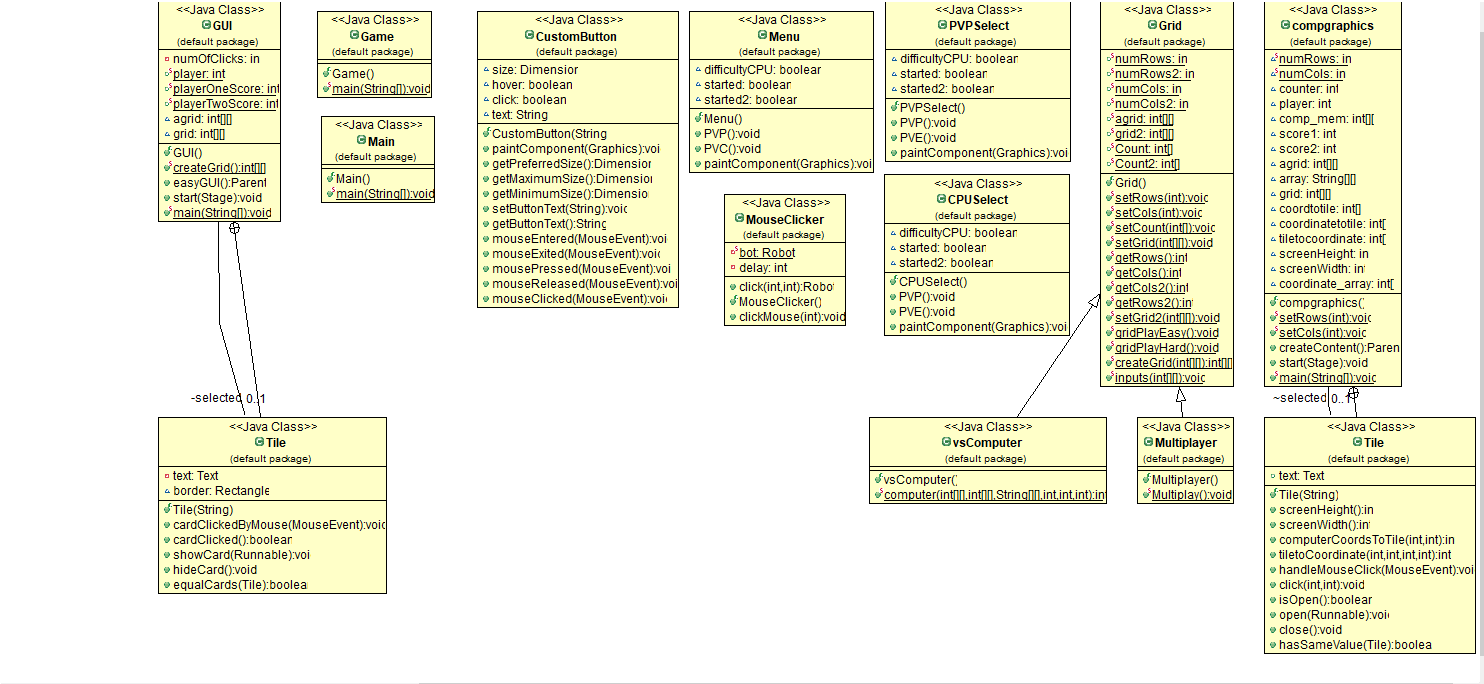 <<Java Class>>
GUI
(default package)
numOfClicks: in
player: int
playerOneScore: int
playerTwoScore: int
agrid: int[][]
grid: int[][]
GUI()
createGrid():int[][]
easyGUI():Parent
start(Stage):void
main(String[]):void
<<Java Class>>
Game
(default package)
Game()
main(String[]):void
<<Java Class>>
Main
(default package)
Main()
main(String[]):void
<<Java Class>>
CustomButton
(default package)
size: Dimensior
hover: boolean
click: boolean
text: String
CustomButton(String
paintComponent(Graphics):voi
getPreferredSize():Dimensior
getMaximumSize():Dimension
getMinimumSize():Dimensio
setButtonText(String):voic
getButtonText():String
mouseEntered(MouseEvent):voi
mouseExited(MouseEvent):voic
mousePressed(MouseEvent):voi
mouseReleased(MouseEvent):voi
mouseClicked(MouseEvent):voi
<<Java Class>>
Menu
(default package)
difficultyCPU: boolear
started: boolean
started2: boolear
Menu()
PVP():void
PVC():void
paintComponent(Graphics):voi
<<Java Class>>
MouseClicker
(default package)
bot: Robot
delay: int
click(int,int):Robot
MouseClicker()
clickMouse(int):void
<<Java Class>>
PVPSelect
(default package)
difficultyCPU: boolear
started: boolean
started2: boolear
PVPSelect()
PVP():void
PVE():void
paintComponent(Graphics):voi
<<Java Class>>
CPUSelect
(default package)
difficultyCPU: boolear
started: boolean
started2: boolear
CPUSelect()
PVP():void
PVE():void
paintComponent(Graphics):voi
<<Java Class>>
Grid
(default package)
numRows: in
numRows2: in
numCols: in
numCols2: in
agrid: int[][]
grid2: int[][]
Count: int[]
Count2: int[]
Grid()
setRows(int):voic
setCols(int):voic
setCount(int[]):voic
setGrid(int[][]):void
getRows():int
getCols():int
getCols2():int
getRows2():int
setGrid2(int[][]):void
gridPlayEasy():void
gridPlayHard():void
createGrid(int[][]):int[][]
inputs(int[][]):voic
<<Java Class>>
compgraphics
(default package)
numRows: in
numCols: in
counter: int
player: int
comp_mem: int[][
score1: int
score2: int
agrid: int[][]
array: String[][]
grid: int[][]
coordtotile: int[]
coordinatetotile: int[
tiletocoordinate: int[
screenHeight: in
screenWidth: int
coordinate_array: int[
compgraphics(
setRows(int):voic
setCols(int):voic
createContent():Paren
start(Stage):void
main(String[]):voic
-selected 0..1
~selected 0..1
<<Java Class>>
Tile
(default package)
text: Text
border: Rectangle
Tile(String)
cardClickedByMouse(MouseEvent):voic
cardClicked():boolean
showCard(Runnable):voi
hideCard():void
equalCards(Tile):boolea
<<Java Class>>
vsComputer
(default package)
vsComputer(
computer(int[][],int[][],String[][],int,int,int):int
<<Java Class>>
Multiplayer
(default package)
Multiplayer()
Multiplay():void
<<Java Class>>
Tile
(default package)
text: Text
Tile(String)
screenHeight():in
screenWidth():in
computerCoordsToTile(int,int):in
tiletoCoordinate(int,int,int,int):int
handleMouseClick(MouseEvent):voi
click(int,int):void
isOpen():boolear
open(Runnable):voi
close():void
hasSameValue(Tile):boolea